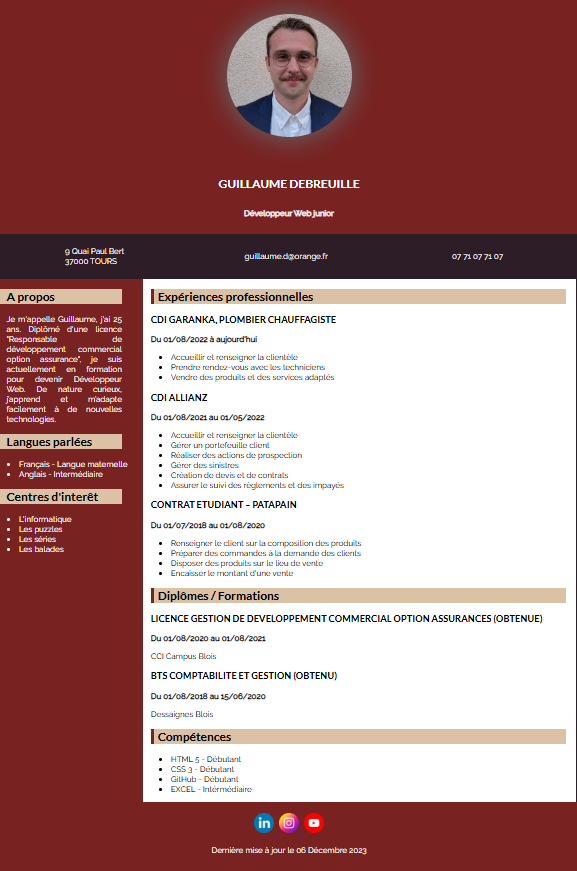 GUILLAUME DEBREUILLE
Développeur Web junior
9 Quai Paul Bert
37000 TOURS
guillaume.d@orange.fr
07 71 07 71 07
A propos
Je m'appelle Guillaume, j'ai 25
ans. Diplômé d'une licence
"Responsable de
développement commercial
option assurance", je suis
actuellement en formation
pour devenir Développeur
Web. De nature curieux,
j'apprend et m'adapte
facilement à de nouvelles
technologies.
Langues parlées
Français - Langue maternelle
Anglais - Intermédiaire
Centres d'interêt
L'informatique
Les puzzles
Les séries
Les balades
Expériences professionnelles
CDI GARANKA, PLOMBIER CHAUFFAGISTE
Du 01/08/2022 à aujourd'hui
Accueillir et renseigner la clientèle
Prendre rendez-vous avec les techniciens
Vendre des produits et des services adaptés
CDI ALLIANZ
Du 01/08/2021 au 01/05/2022
Accueillir et renseigner la clientèle
Gérer un portefeuille client
Réaliser des actions de prospection
Gérer des sinistres
Création de devis et de contrats
Assurer le suivi des règlements et des impayés
CONTRAT ETUDIANT – PATAPAIN
Du 01/07/2018 au 01/08/2020
Renseigner le client sur la composition des produits
Préparer des commandes à la demande des clients
Disposer des produits sur le lieu de vente
Encaisser le montant d'une vente
Diplômes / Formations
LICENCE GESTION DE DEVELOPPEMENT COMMERCIAL OPTION ASSURANCES (OBTENUE)
Du 01/08/2020 au 01/08/2021
CCI Campus Blois
BTS COMPTABILITE ET GESTION (OBTENU)
Du 01/08/2018 au 15/06/2020
Dessaignes Blois
Compétences
HTML 5 - Débutant
CSS 3 - Débutant
GitHub - Débutant
EXCEL - Intérmédiaire
in
Dernière mise à jour le 06 Décembre 2023